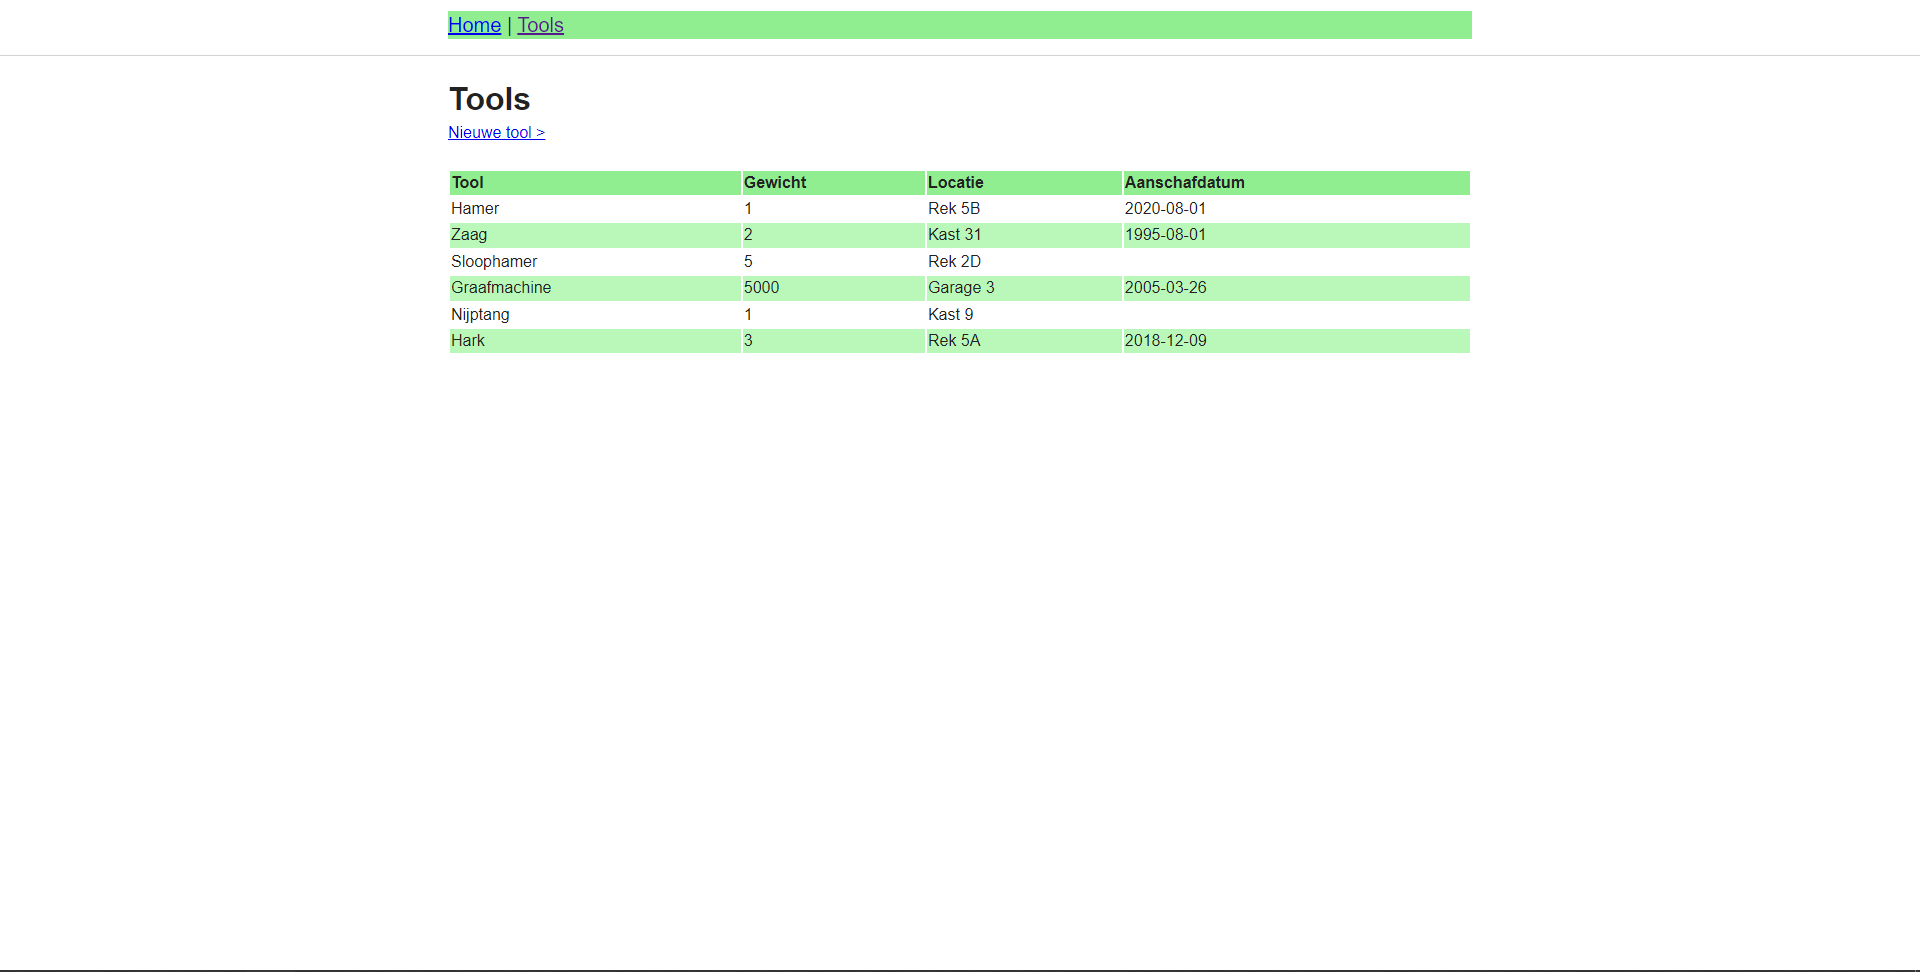 Home | Tools
Tools
Nieuwe tool >
Tool Gewicht Locatie Aanschafdatum
Hamer 1 Rek 5B 2020-08-01
Zaag 2 Kast 31 1995-08-01
Sloophamer 5 Rek 2D
Graafmachine 5000 Garage 3 2005-03-26
Nijptang 1 Kast 9
Hark 3 Rek 5A 2018-12-09